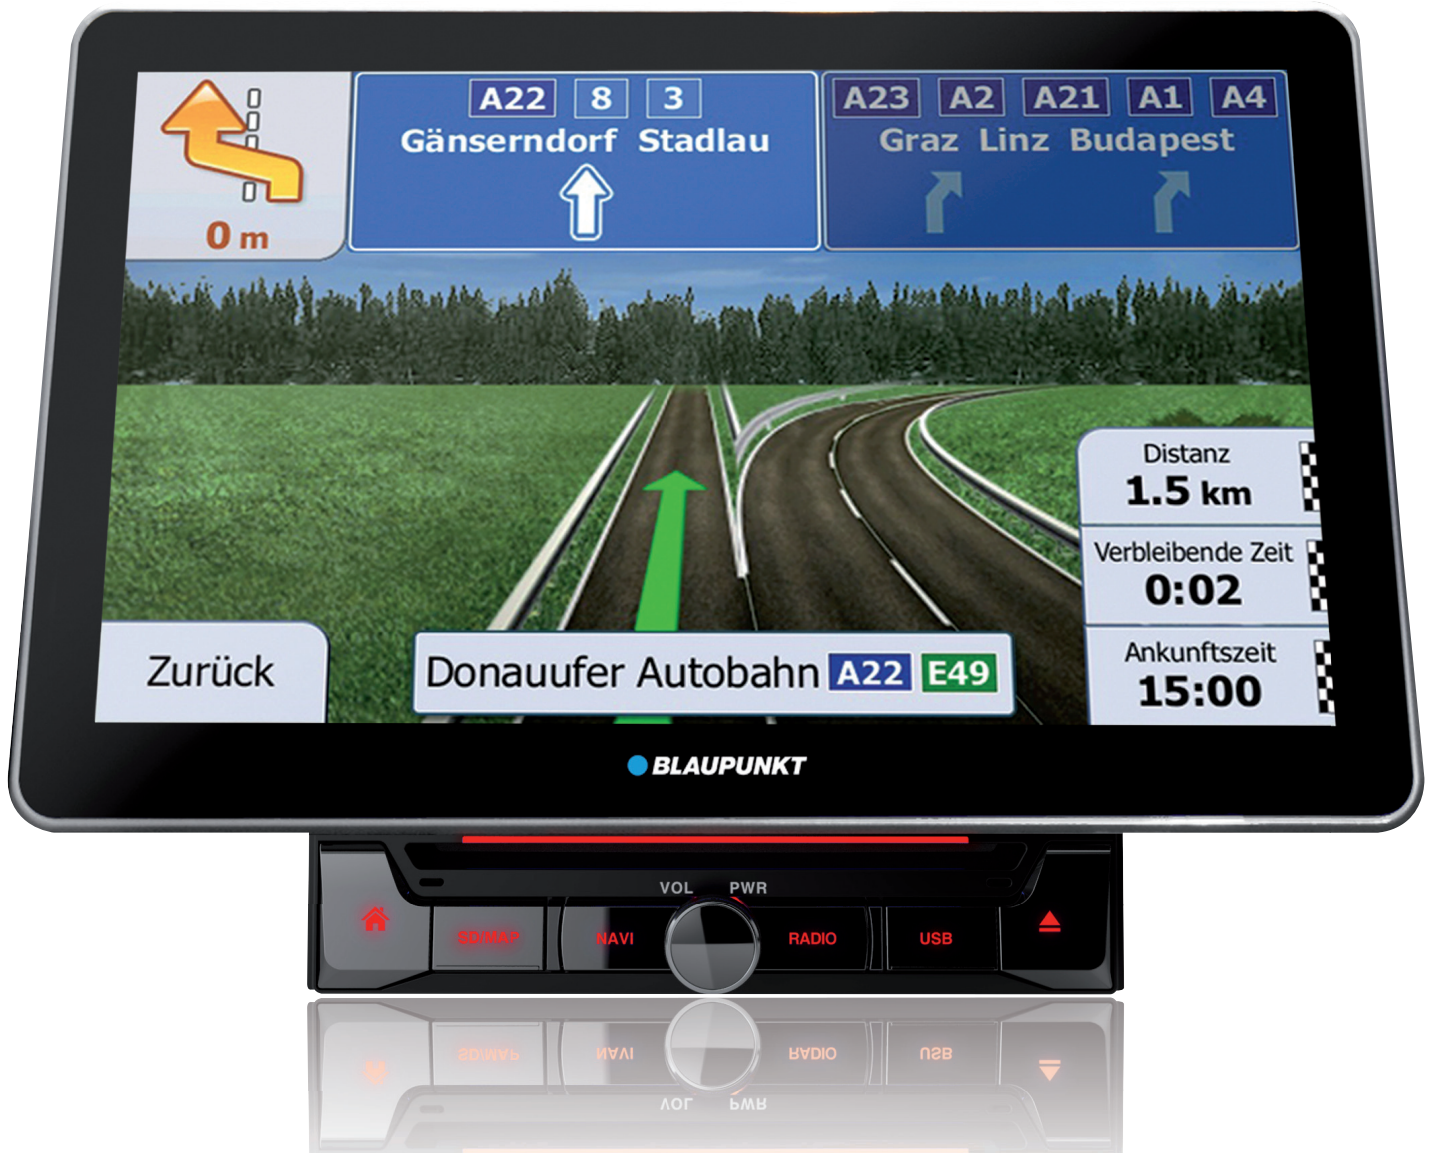 A22 8 3
Gänserndorf Stadlau
A23 A2 A21 A1 A4
Graz Linz Budapest
0 m
Distanz
1.5 km
Verbleibende Zeit
0:02
Ankunftszeit
15:00
Zurück
Donauufer Autobahn A22 E49
BLAUPUNKT
VOL PWR
SD/MAP NAVI RADIO USB